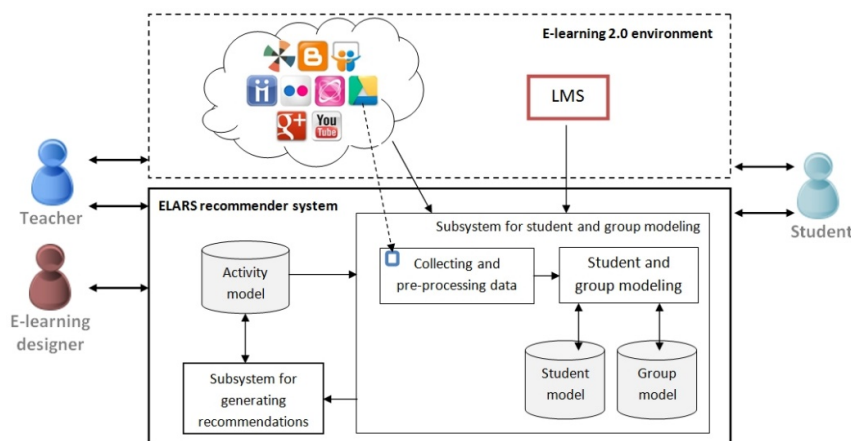 E-learning 2.0 environment
g+
You
Tube
LMS
Teacher
ELARS recommender system
Student
Subsystem for student and group modeling
Activity
model
Collecting and
pre-processing data
Student and
group modeling
E-learning
designer
Subsystem for
generating
recommendations
Student
model
Group
model